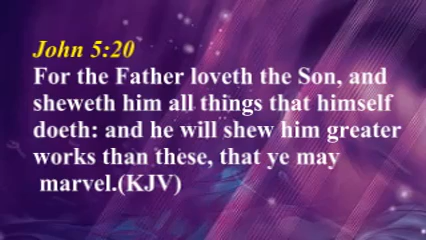 John 5:20
For the Father loveth the Son, and
sheweth him all things that himself
doeth: and he will shew him greater
works than these, that ye may
marvel.(KJV)